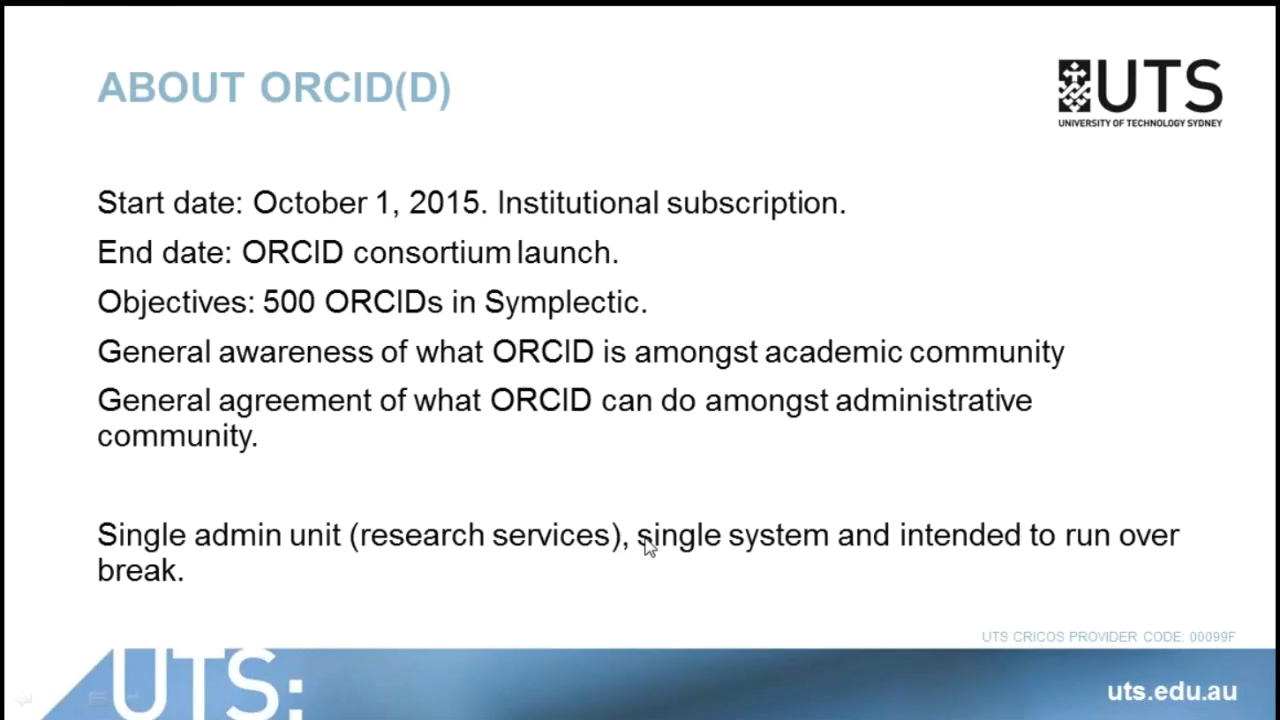 ABOUT ORCID(D)
UTS
UNIVERSITY OF TECHNOLOGY SYDNEY
Start date: October 1, 2015. Institutional subscription.
End date: ORCID consortium launch.
Objectives: 500 ORCIDs in Symplectic.
General awareness of what ORCID is amongst academic community
General agreement of what ORCID can do amongst administrative
community.
Single admin unit (research services), single system and intended to run over
break.
UTS CRICOS PROVIDER CODE: 00099F
UTS:
uts.edu.au